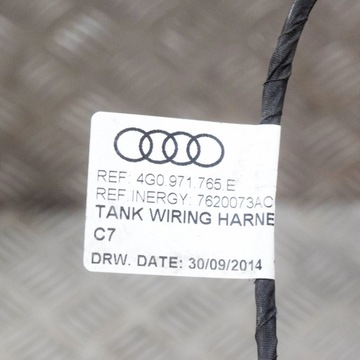 REF: 4G0.971.765.E
REF.INERGY: 7620073AC
TANK WIRING HARNE
C7
DRW. DATE: 30/09/2014